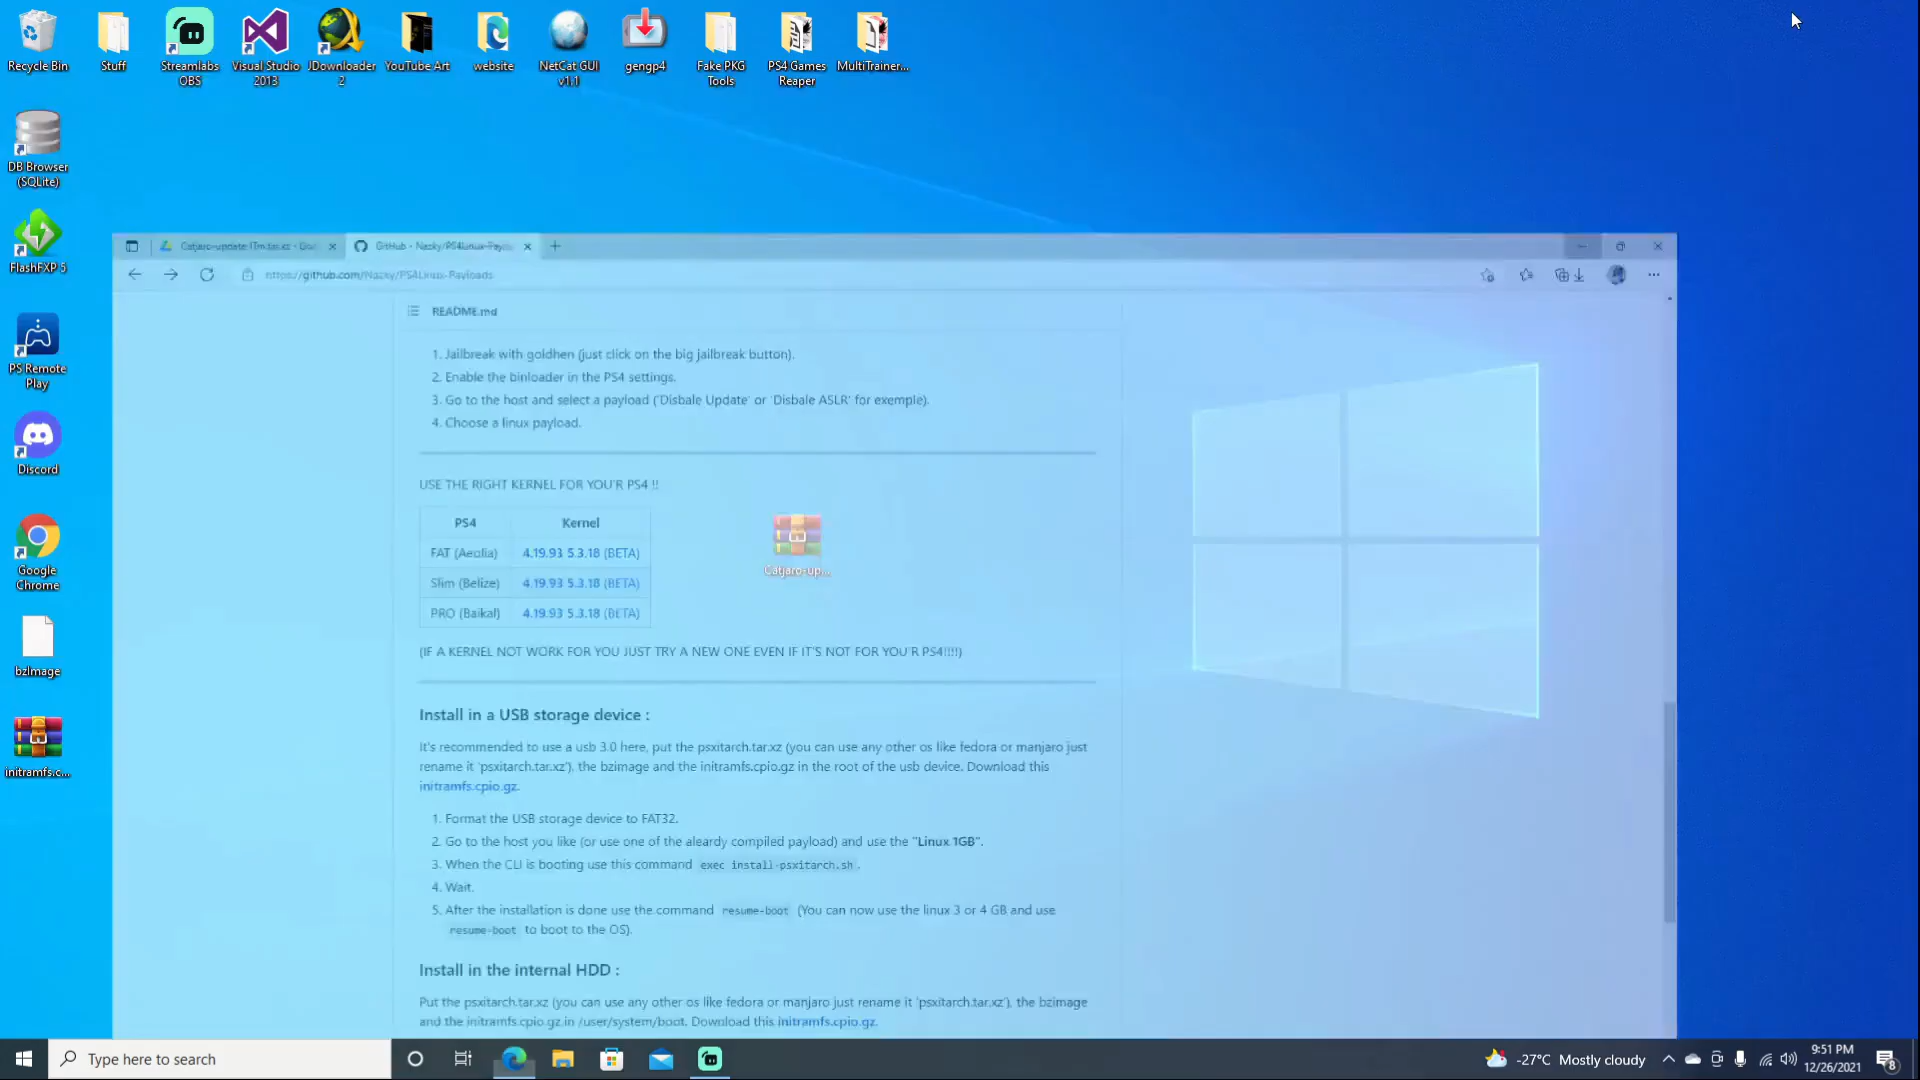 Recycle Bin
Stuff
Streamlabs
OBS
Visual Studio
2013
JDownloader
2
YouTube Art
website
NetCat GUI
v1.1
gengp4
Fake PKG
Tools
PS4 Games
Reaper
MultiTrainer...
DB Browser
(SQLite)
FlashFXP 5
PS Remote
Play
Discord
Google
Chrome
bzImage
initramfs.c...
GitHub - Nazky/PS4Linux-Paylo
https://github.com/Nazky/PS4Linux-Payloads
README.md
1. Jailbreak with goldhen (just click on the big jailbreak button).
2. Enable the binloader in the PS4 settings.
3. Go to the host and select a payload ('Disbale Update' or 'Disbale ASLR' for exemple).
4. Choose a linux payload.
USE THE RIGHT KERNEL FOR YOU'R PS4 !!
PS4 Kernel
FAT (Aeolia) 4.19.93 5.3.18 (BETA)
Slim (Belize) 4.19.93 5.3.18 (BETA)
PRO (Baikal) 4.19.93 5.3.18 (BETA)
Catjaro-up...
(IF A KERNEL NOT WORK FOR YOU JUST TRY A NEW ONE EVEN IF IT'S NOT FOR YOU'R PS4!!!!)
Install in a USB storage device :
It's recommended to use a usb 3.0 here, put the psxitarch.tar.xz (you can use any other os like fedora or manjaro just
rename it 'psxitarch.tar.xz'), the bzimage and the initramfs.cpio.gz in the root of the usb device. Download this
initramfs.cpio.gz.
1. Format the USB storage device to FAT32.
2. Go to the host you like (or use one of the aleardy compiled payload) and use the "Linux 1GB".
3. When the CLI is booting use this command exec install-psxitarch.sh.
4. Wait.
5. After the installation is done use the command resume-boot (You can now use the linux 3 or 4 GB and use
resume-boot to boot to the OS).
Install in the internal HDD :
Put the psxitarch.tar.xz (you can use any other os like fedora or manjaro just rename it 'psxitarch.tar.xz'), the bzimage
and the initramfs.cpio.gz in /user/system/boot. Download this initramfs.cpio.gz.
Type here to search
-27°C Mostly cloudy
9:51 PM
12/26/2021
8